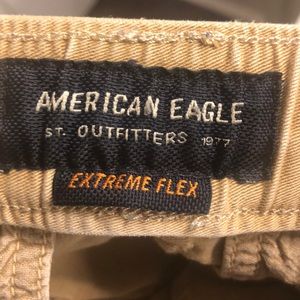 AMERICAN EAGLE
ST. OUTFITTERS 1977
EXTREME FLEX